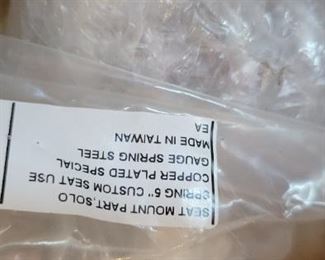 SEAT MOUNT PART,SOLO
SPRING 5" CUSTOM SEAT USE
COPPER PLATED SPECIAL
GAUGE SPRING STEEL
MADE IN TAIWAN
EA